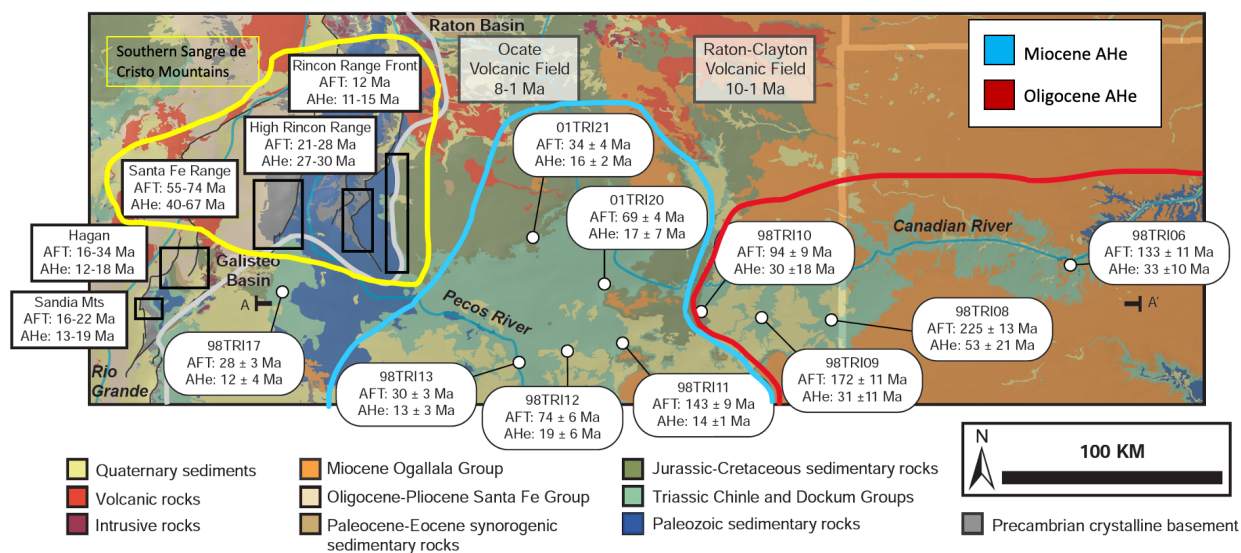 Southern Sangre de
Cristo Mountains
Raton Basin
Rincon Range Front
AFT: 12 Ma
AHe: 11-15 Ma
Ocate
Volcanic Field
8-1 Ma
Raton-Clayton
Volcanic Field
10-1 Ma
Miocene AHe
Oligocene AHe
High Rincon Range
AFT: 21-28 Ma
AHe: 27-30 Ma
01TRI21
AFT: 34 ± 4 Ma
AHe: 16 ± 2 Ma
Santa Fe Range
AFT: 55-74 Ma
AHe: 40-67 Ma
01TRI20
AFT: 69 ± 4 Ma
AHe: 17 ± 7 Ma
Hagan
AFT: 16-34 Ma
AHe: 12-18 Ma
Galisteo
Basin
98TRI10
AFT: 94 ± 9 Ma
AHe: 30 ±18 Ma
Canadian River
98TRI06
AFT: 133 ± 11 Ma
AHe: 33 ±10 Ma
Sandia Mts
AFT: 16-22 Ma
AHe: 13-19 Ma
A
Pecos River
A'
98TRI08
AFT: 225 ± 13 Ma
AHe: 53 ± 21 Ma
Rio
Grande
98TRI17
AFT: 28 ± 3 Ma
AHe: 12 ± 4 Ma
98TRI13
AFT: 30 ± 3 Ma
AHe: 13 ± 3 Ma
98TRI12
AFT: 74 ± 6 Ma
AHe: 19 ± 6 Ma
98TRI11
AFT: 143 ± 9 Ma
AHe: 14 ±1 Ma
98TRI09
AFT: 172 ± 11 Ma
AHe: 31 ±11 Ma
Quaternary sediments
Volcanic rocks
Intrusive rocks
Miocene Ogallala Group
Oligocene-Pliocene Santa Fe Group
Paleocene-Eocene synorogenic
sedimentary rocks
Jurassic-Cretaceous sedimentary rocks
Triassic Chinle and Dockum Groups
Paleozoic sedimentary rocks
N
100 KM
Precambrian crystalline basement